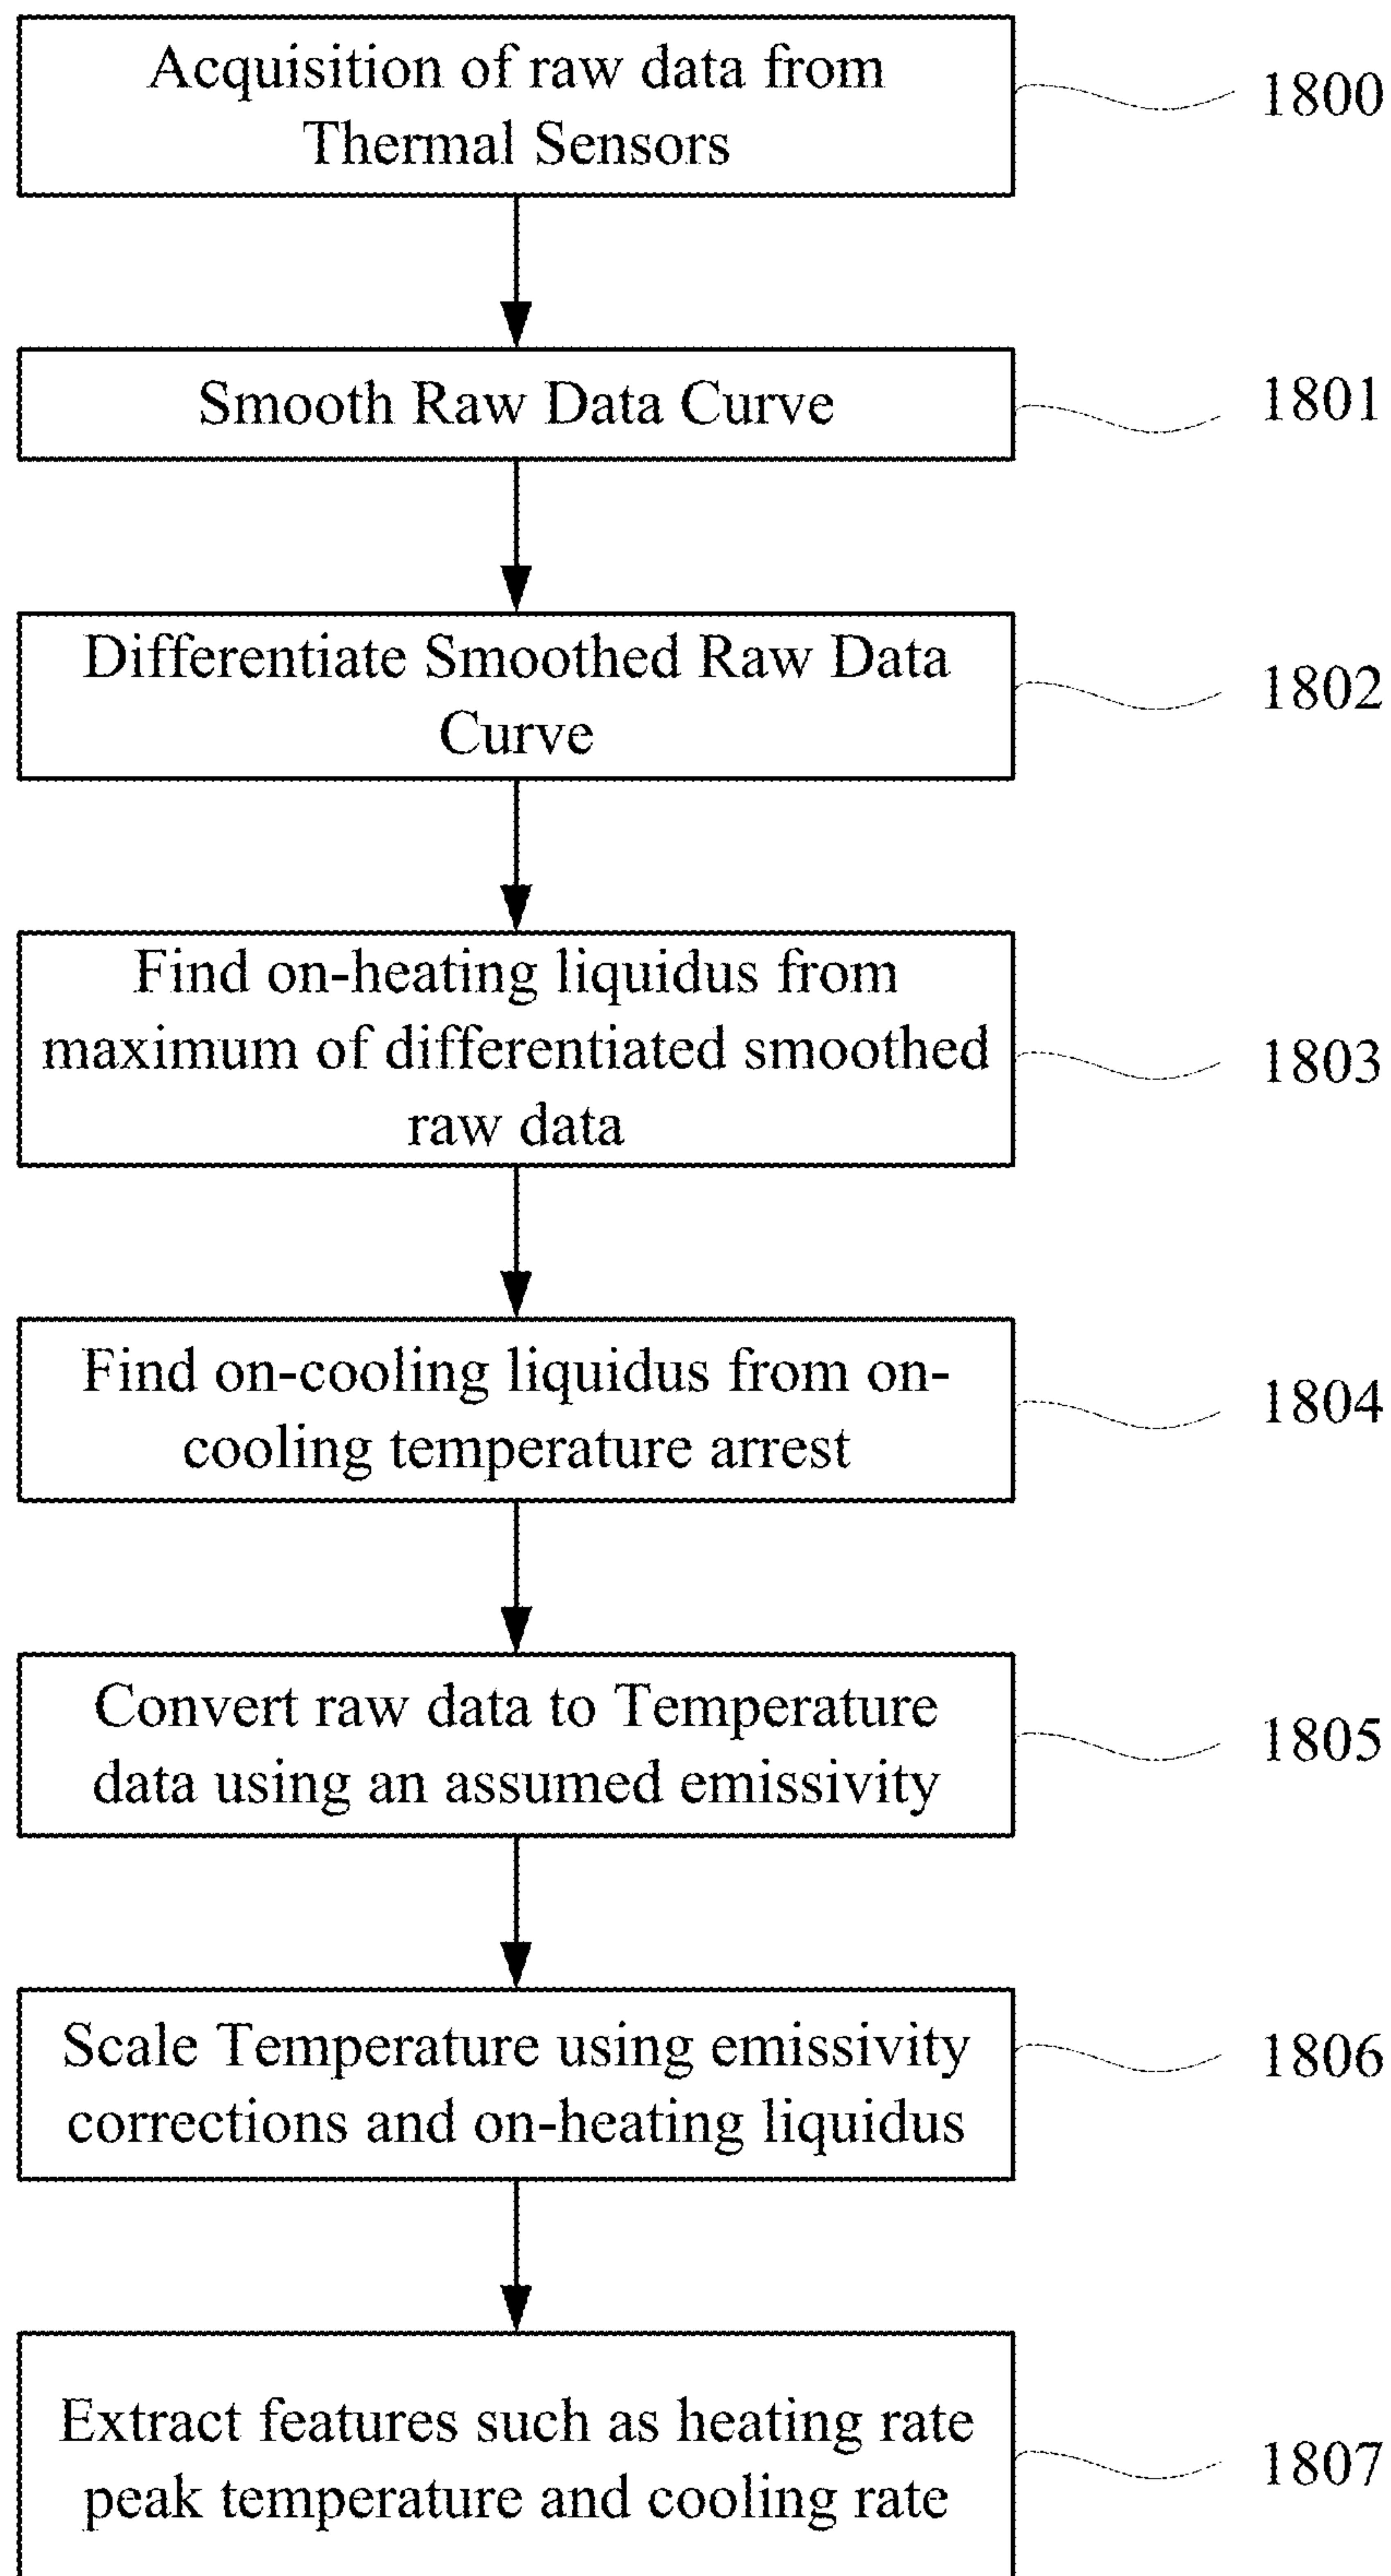 Acquisition of raw data from
Thermal Sensors
1800
Smooth Raw Data Curve
1801
Differentiate Smoothed Raw Data
Curve
1802
Find on-heating liquidus from
maximum of differentiated smoothed
raw data
1803
Find on-cooling liquidus from on-
cooling temperature arrest
1804
Convert raw data to Temperature
data using an assumed emissivity
1805
Scale Temperature using emissivity
corrections and on-heating liquidus
1806
Extract features such as heating rate
peak temperature and cooling rate
1807